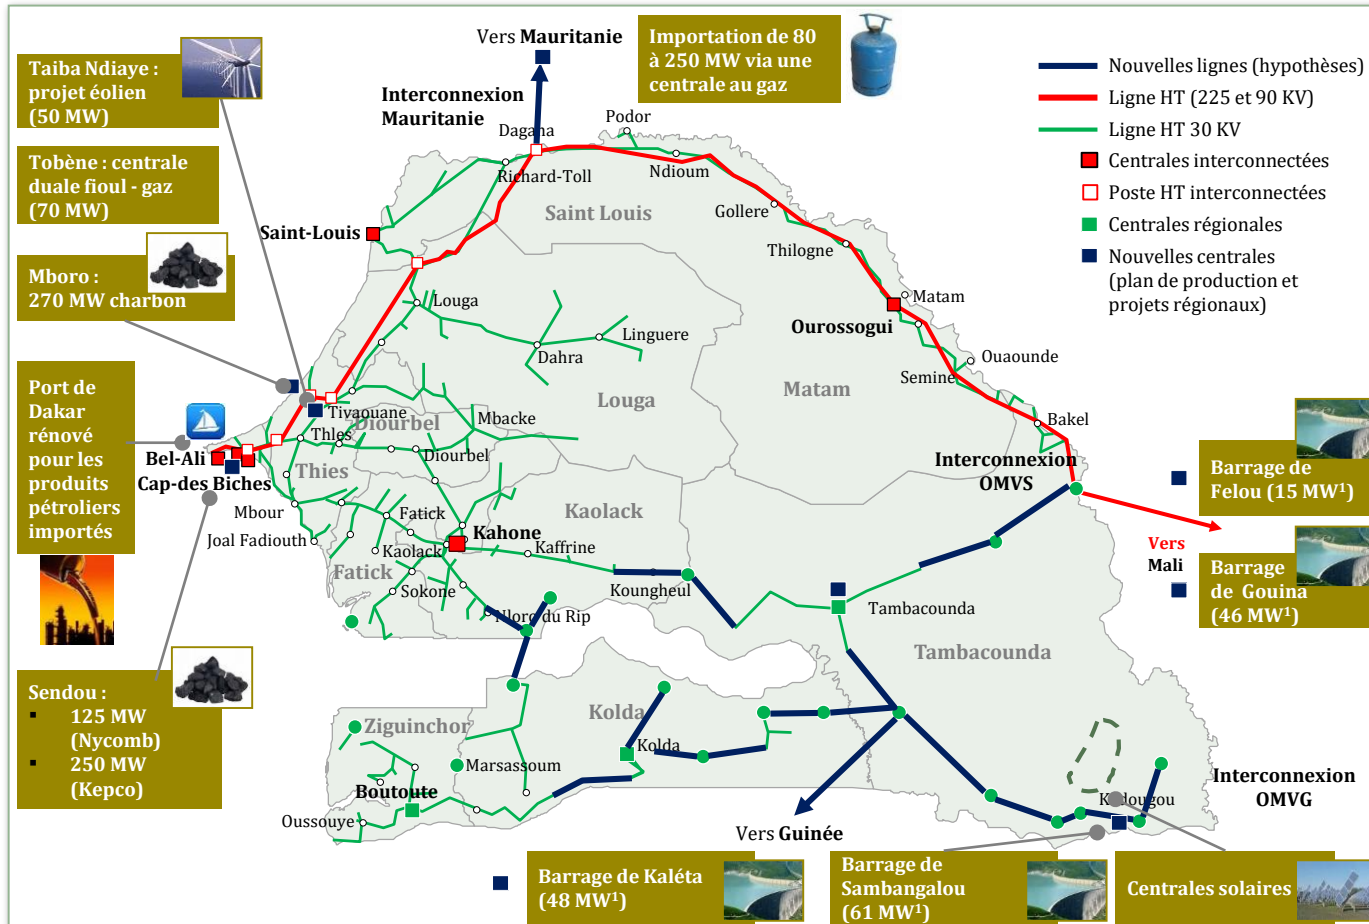 Taiba Ndiaye :
projet éolien
(50 MW)
Tobène : centrale
duale fioul - gaz
(70 MW)
Mboro :
270 MW charbon
Port de
Dakar
rénové
pour les
produits
pétroliers
importés
Sendou :
▪ 125 MW
(Nycomb)
▪ 250 MW
(Kepco)
Vers Mauritanie
Interconnexion
Mauritanie
Importation de 80
à 250 MW via une
centrale au gaz
Nouvelles lignes (hypothèses)
Ligne HT (225 et 90 KV)
Ligne HT 30 KV
Centrales interconnectées
Poste HT interconnectées
Centrales régionales
Nouvelles centrales
(plan de production et
projets régionaux)
Dagana
Podor
Richard-Toll
Ndioum
Saint Louis
Gollere
Saint-Louis
Thilogne
Matam
Louga
Ourossogui
Linguere
Dahra
Ouaounde
Semine
Matam
Louga
Tivaouane
Diourbel
Mbacke
Bakel
Thles
Diourbel
Bel-Ali
Thies
Cap-des Biches
Interconnexion
OMVS
Mbour
Fatick
Kaolack
Joal Fadiouth
Kahone
Kaolack
Kaffrine
Fatick
Sokone
Koungheul
Nloro du Rip
Tambacounda
Tambacounda
Vers
Mali
Barrage de
Felou (15 MW¹)
Barrage
de Gouina
(46 MW¹)
Ziguinchor
Kolda
Kolda
Marsassoum
Boutoute
Oussouye
Vers Guinée
Kedougou
Interconnexion
OMVG
Barrage de Kaléta
(48 MW¹)
Barrage de
Sambangalou
(61 MW¹)
Centrales solaires